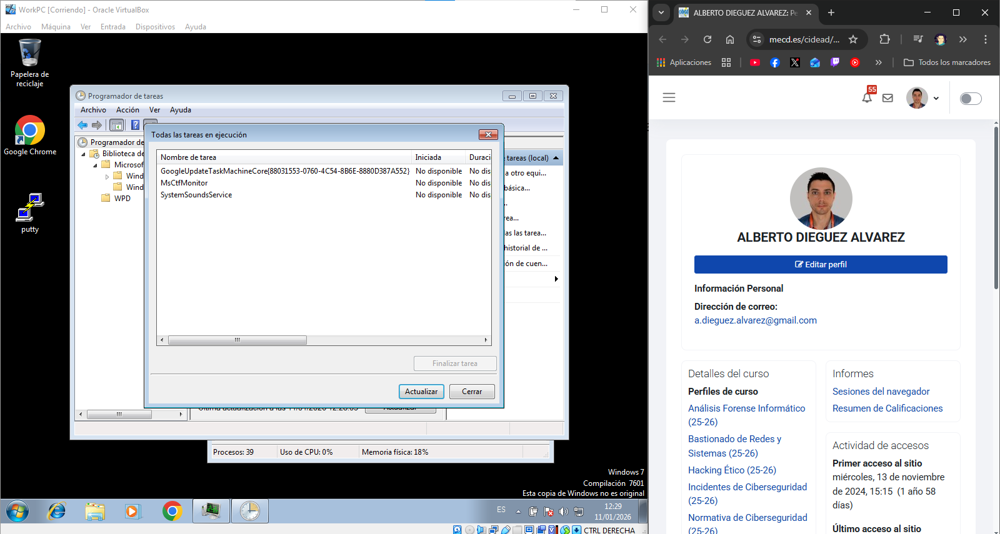 WorkPC [Corriendo] - Oracle VirtualBox
Archivo Máquina Ver Entrada Dispositivos Ayuda
Papelera de
reciclaje
Google Chrome
putty
Programador de tareas
Archivo Acción Ver Ayuda
Programador de
Biblioteca de
Microsof
Wind
Wind
WPD
Todas las tareas en ejecución
Nombre de tarea Iniciada Duraci
GoogleUpdateTaskMachineCore{88031553-0760-4C54-8B6E-8880D387A552} No disponible No dis
MsCtfMonitor No disponible No dis
SystemSoundsService No disponible No dis
Finalizar tarea
Actualizar Cerrar
tareas (local)
a otro equi...
básica...
rea...
las las tarea...
historial de ...
ión de cuen...
Procesos: 39 Uso de CPU: 0% Memoria física: 18%
Windows 7
Compilación 7601
Esta copia de Windows no es original
ES
12:29
11/01/2026
CTRL DERECHA
ALBERTO DIEGUEZ ALVAREZ: Pe
mecd.es/cidead/...
Aplicaciones
Todos los marcadores
55
ALBERTO DIEGUEZ ALVAREZ
Editar perfil
Información Personal
Dirección de correo:
a.dieguez.alvarez@gmail.com
Detalles del curso
Perfiles de curso
Análisis Forense Informático
(25-26)
Bastionado de Redes y
Sistemas (25-26)
Hacking Ético (25-26)
Incidentes de Ciberseguridad
(25-26)
Normativa de Ciberseguridad
(25-26)
Informes
Sesiones del navegador
Resumen de Calificaciones
Actividad de accesos
Primer acceso al sitio
miércoles, 13 de noviembre
de 2024, 15:15 (1 año 58
días)
Último acceso al sitio